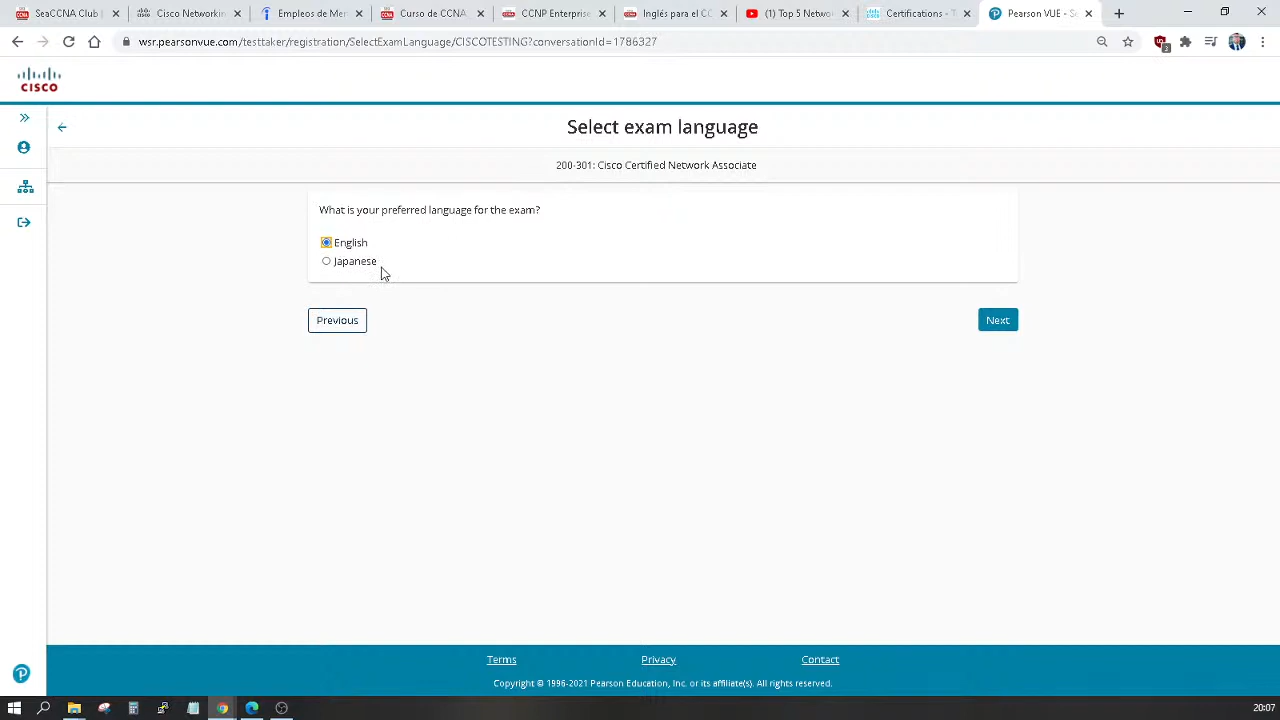 SeaCCNA Club |
Cisco Networkin
Empleos de Mer
Curso de CCNA
CCNP Enterprise
Inglés para el CC
(1) Top 5 Netwo
Certifications - T
Pearson VUE - Se
wsr.pearsonvue.com/testtaker/registration/SelectExamLanguage/CISCOTESTING?conversationId=1786327
2
CISCO
Select exam language
200-301: Cisco Certified Network Associate
What is your preferred language for the exam?
English
Japanese
Previous
Next
Terms
Privacy
Contact
Copyright © 1996-2021 Pearson Education, Inc. or its affiliate(s). All rights reserved.
20:07